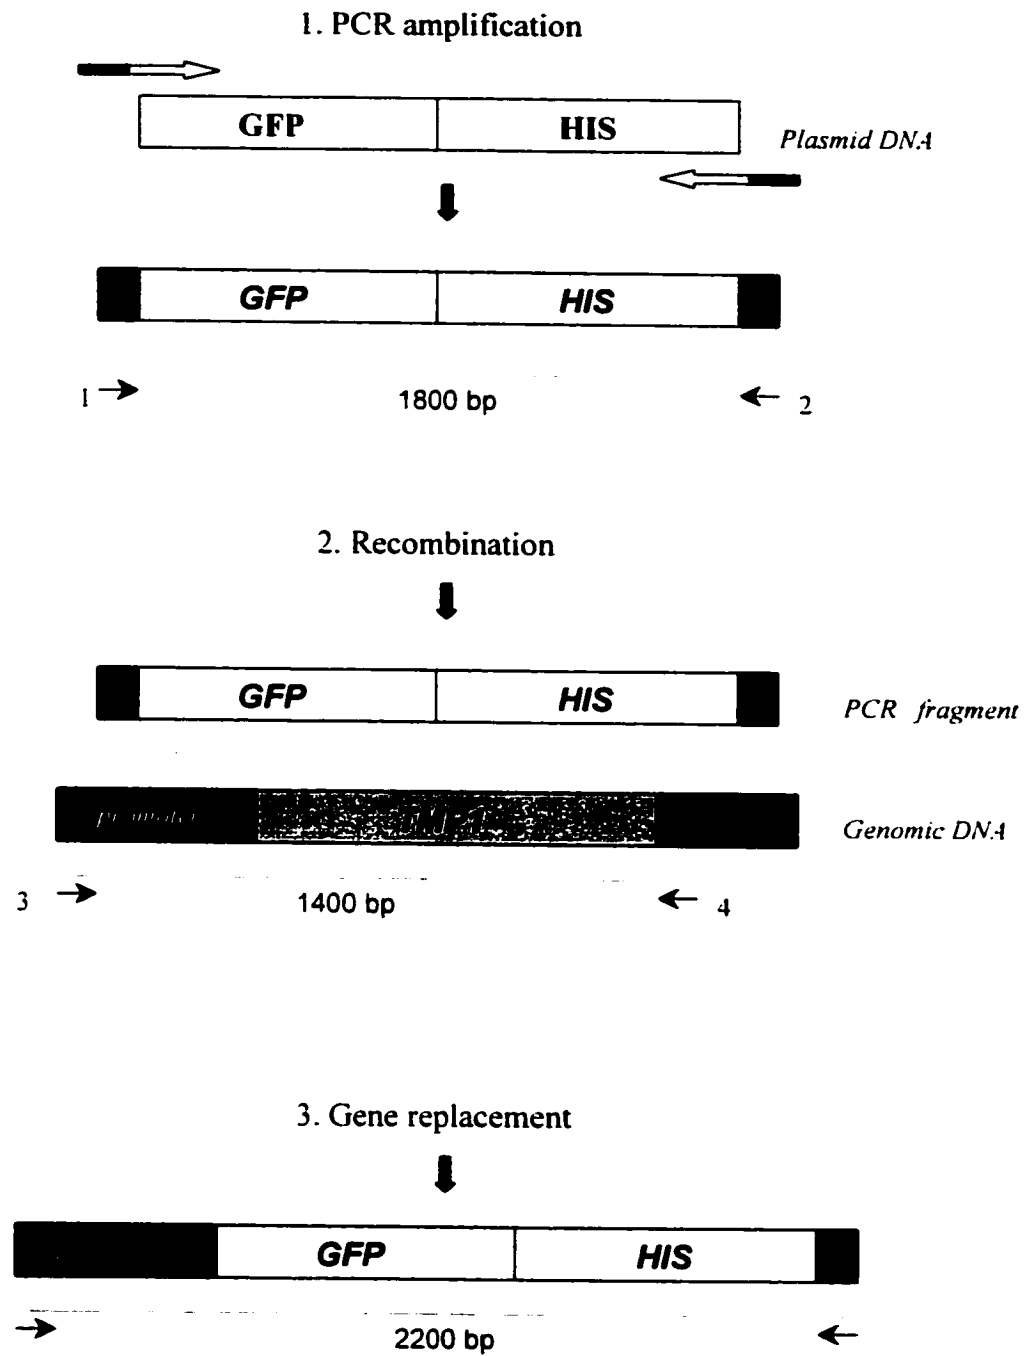 1. PCR amplification
GFP HIS
Plasmid DNA
GFP HIS
1 1800 bp 2
2. Recombination
GFP HIS
PCR fragment
promoter
Genomic DNA
3 1400 bp 4
3. Gene replacement
GFP HIS
2200 bp